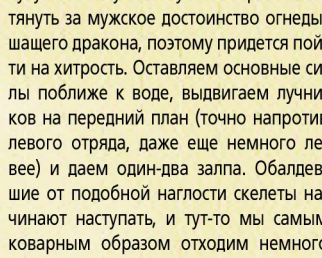 тянуть за мужское достоинство огнеды
шащего дракона, поэтому придется пой
ти на хитрость. Оставляем основные си
лы поближе к воде, выдвигаем лучни
ков на передний план (точно напротив
левого отряда, даже еще немного ле
вее) и даем один-два залпа. Обалдев
шие от подобной наглости скелеты на
чинают наступать, и тут-то мы самым
коварным образом отходим немного